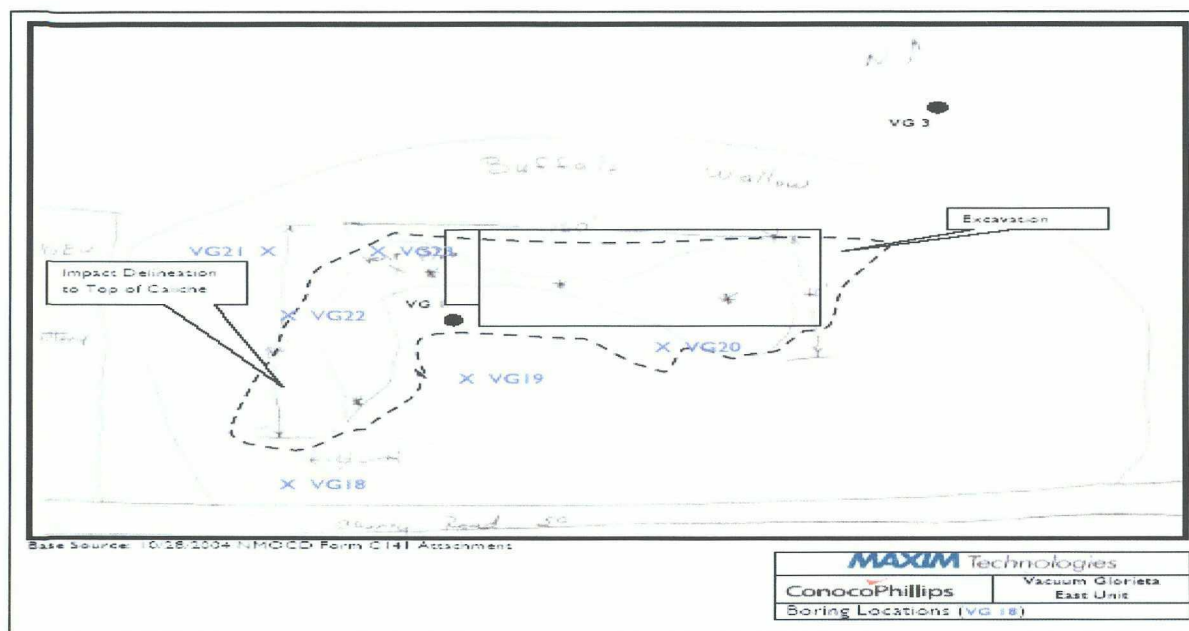 N
VG 3
Buffalo Wallow
Excavation
VG21
Impact Delineation
to Top of Caliche
VG
VG22
VG20
VG19
VG18
Road
Base Source: 10/28/2004 NMOCD Form C141 Attachment
MAXIM Technologies
ConocoPhillips
Vacuum Glorieta
East Unit
Boring Locations (VG 18)